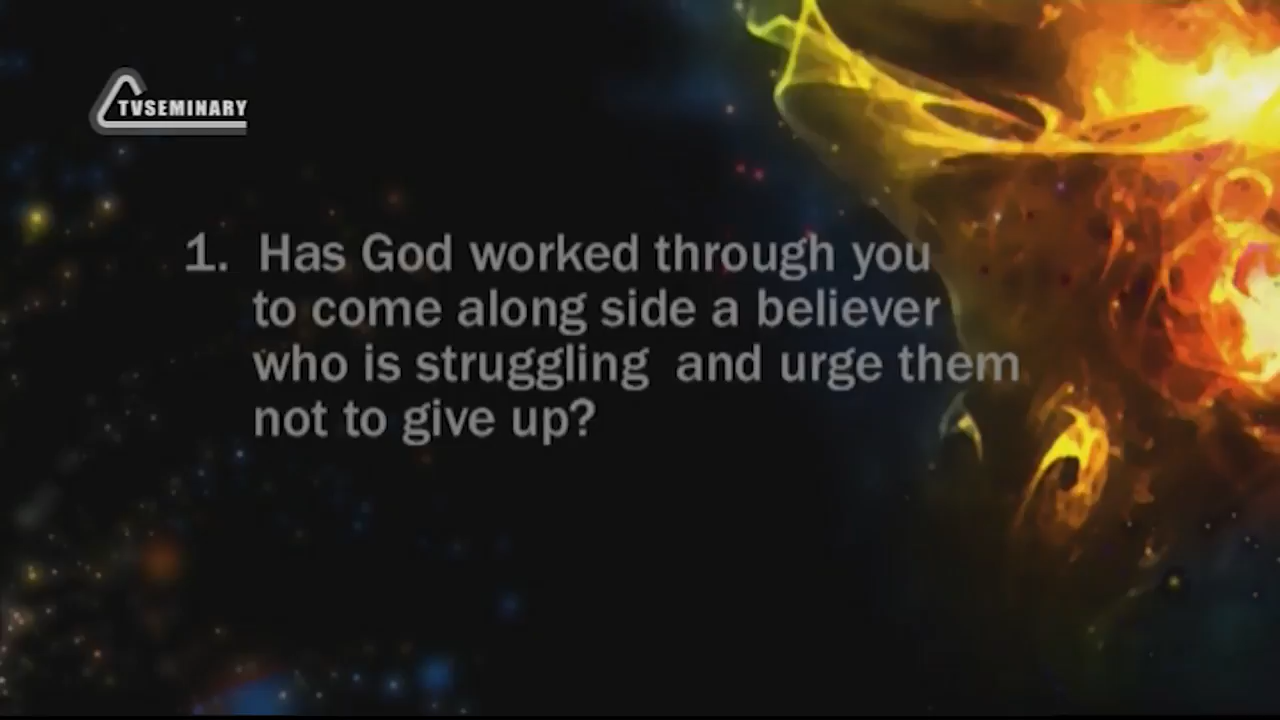 TVSEMINARY
1. Has God worked through you
to come along side a believer
who is struggling  and urge them
not to give up?